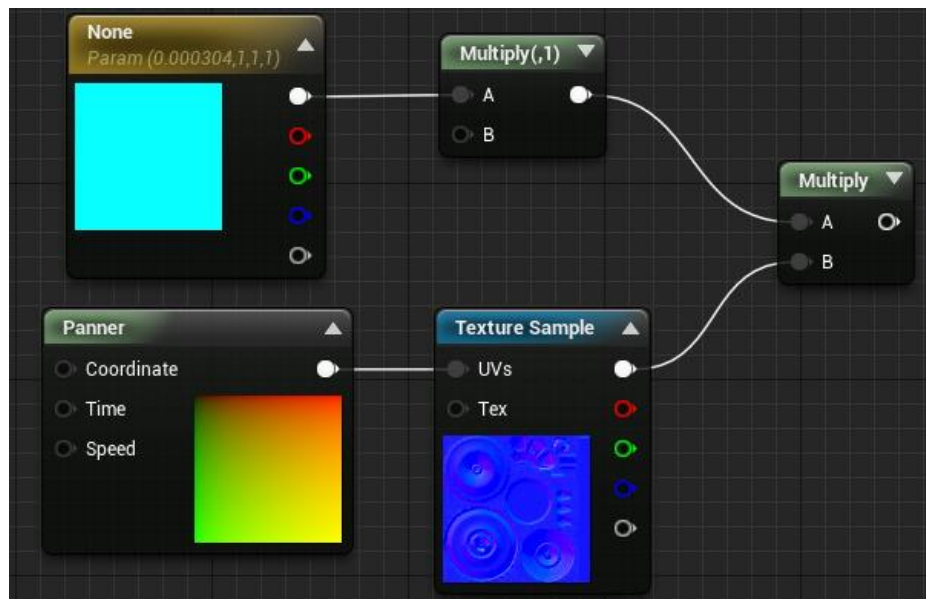 None
Param (0.000304,1,1,1)
Multiply(,1)
A
B
Multiply
A
B
Panner
Coordinate
Time
Speed
Texture Sample
UVs
Tex